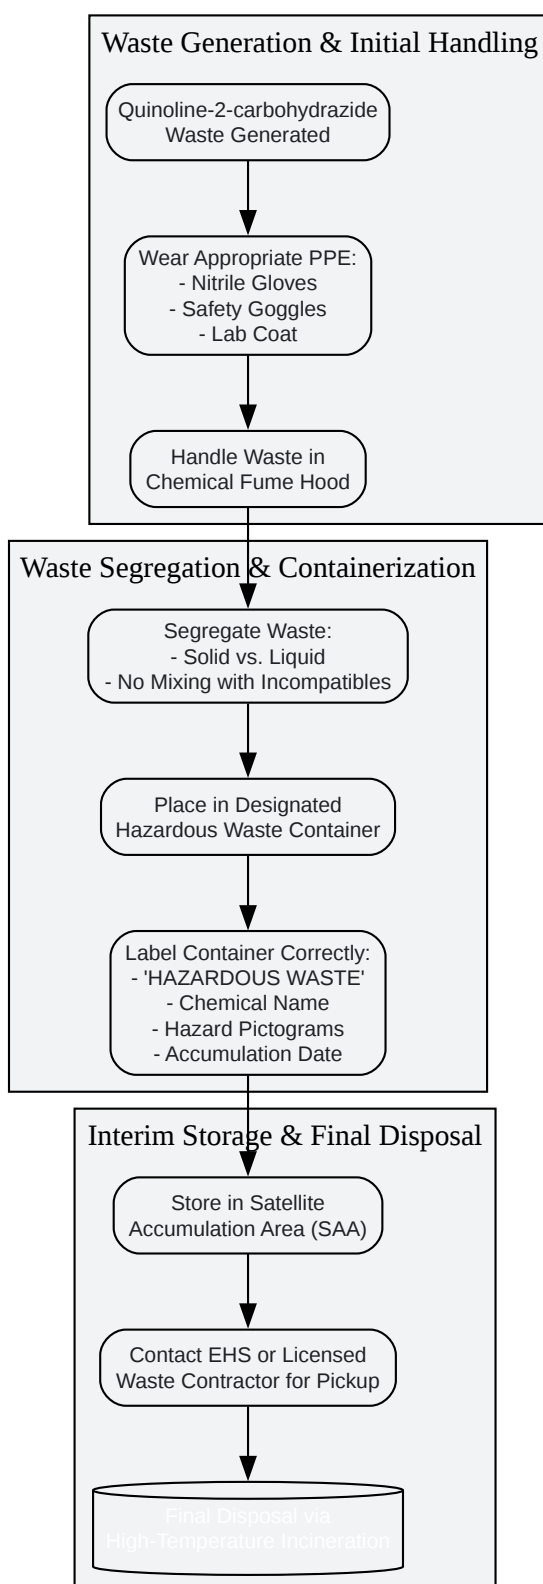 Waste Generation & Initial Handling
Quinoline-2-carbohydrazide
Waste Generated
Wear Appropriate PPE:
- Nitrile Gloves
- Safety Goggles
- Lab Coat
Handle Waste in
Chemical Fume Hood
Waste Segregation & Containerization
Segregate Waste:
- Solid vs. Liquid
- No Mixing with Incompatibles
Place in Designated
Hazardous Waste Container
Label Container Correctly:
- 'HAZARDOUS WASTE'
- Chemical Name
- Hazard Pictograms
- Accumulation Date
Interim Storage & Final Disposal
Store in Satellite
Accumulation Area (SAA)
Contact EHS or Licensed
Waste Contractor for Pickup
Final Disposal via
High-Temperature Incineration